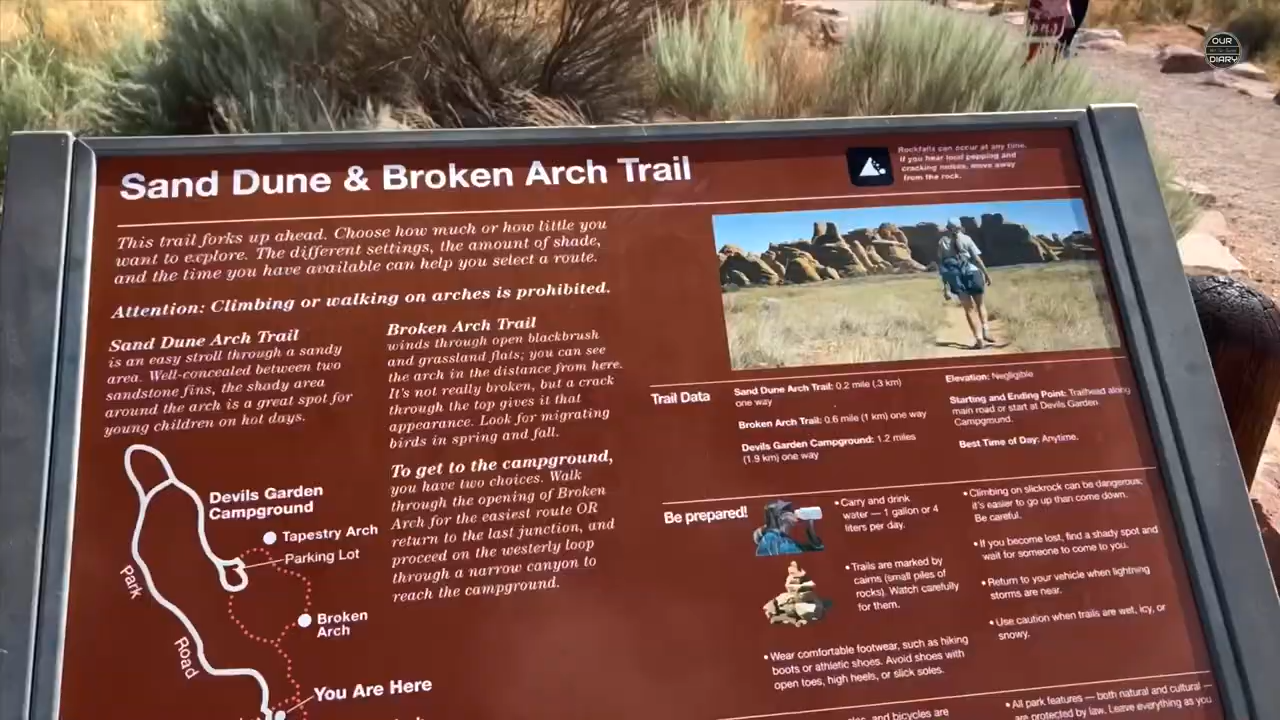 OUR
DIARY
Sand Dune & Broken Arch Trail
Rockfalls can occur at any time.
If you hear local popping and
cracking noises, move away
from the rock.
This trail forks up ahead. Choose how much or how little you
want to explore. The different settings, the amount of shade,
and the time you have available can help you select a route.
Attention: Climbing or walking on arches is prohibited.
Sand Dune Arch Trail
is an easy stroll through a sandy
area. Well-concealed between two
sandstone fins, the shady area
around the arch is a great spot for
young children on hot days.
Broken Arch Trail
winds through open blackbrush
and grassland flats; you can see
the arch in the distance from here.
It's not really broken, but a crack
through the top gives it that
appearance. Look for migrating
birds in spring and fall.
To get to the campground,
you have two choices. Walk
through the opening of Broken
Arch for the easiest route OR
return to the last junction, and
proceed on the westerly loop
through a narrow canyon to
reach the campground.
Devils Garden
Campground
Tapestry Arch
Parking Lot
Park
Road
Broken
Arch
You Are Here
Trail Data
Sand Dune Arch Trail: 0.2 mile (.3 km)
one way
Broken Arch Trail: 0.6 mile (1 km) one way
Devils Garden Campground: 1.2 miles
(1.9 km) one way
Elevation: Negligible
Starting and Ending Point: Trailhead along
main road or start at Devils Garden
Campground.
Best Time of Day: Anytime.
Be prepared!
• Carry and drink
water — 1 gallon or 4
liters per day.
• Trails are marked by
cairns (small piles of
rocks). Watch carefully
for them.
• Wear comfortable footwear, such as hiking
boots or athletic shoes. Avoid shoes with
open toes, high heels, or slick soles.
• Climbing on slickrock can be dangerous;
it's easier to go up than come down.
Be careful.
• If you become lost, find a shady spot and
wait for someone to come to you.
• Return to your vehicle when lightning
storms are near.
• Use caution when trails are wet, icy, or
snowy.
and bicycles are
• All park features — both natural and cultural —
are protected by law. Leave everything as you